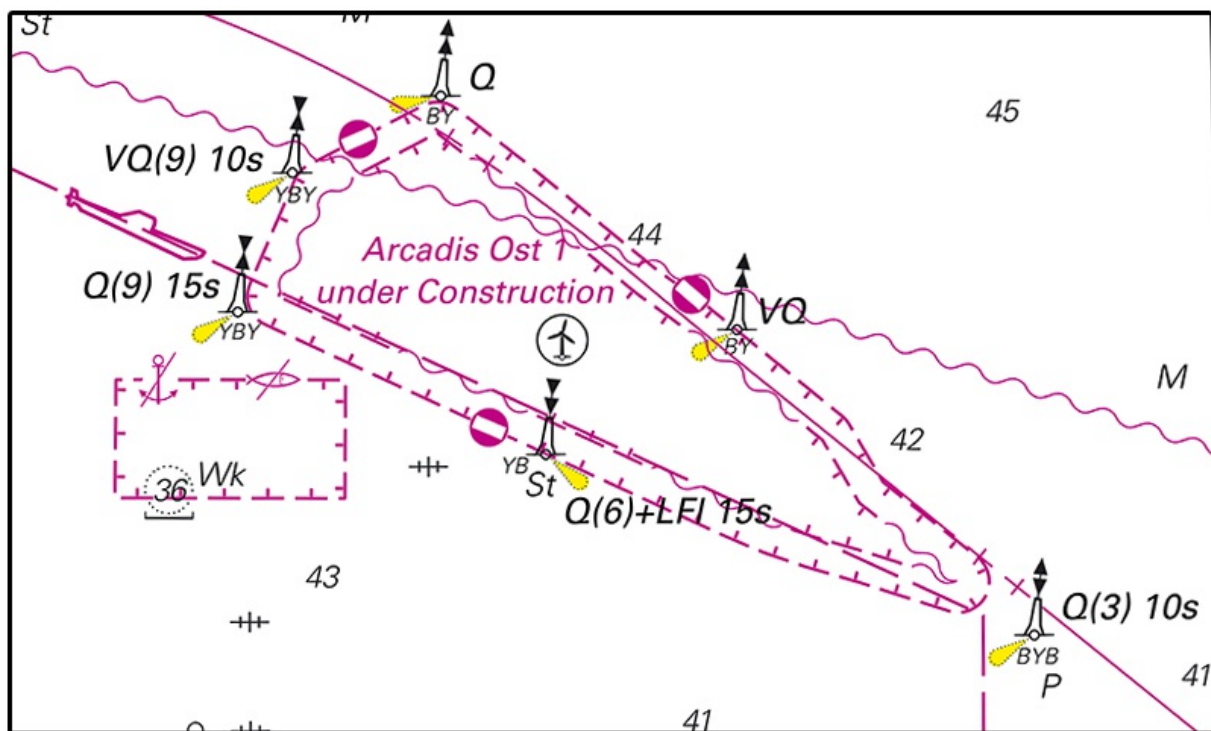 St
M
Q
45
VQ(9) 10s
BY
YBY
44
Arcadis Ost 1
under Construction
Q(9) 15s
VQ
YBY
BY
M
42
YB
St
Wk
36
Q(6)+LFl 15s
43
Q(3) 10s
BYB
P
41
41